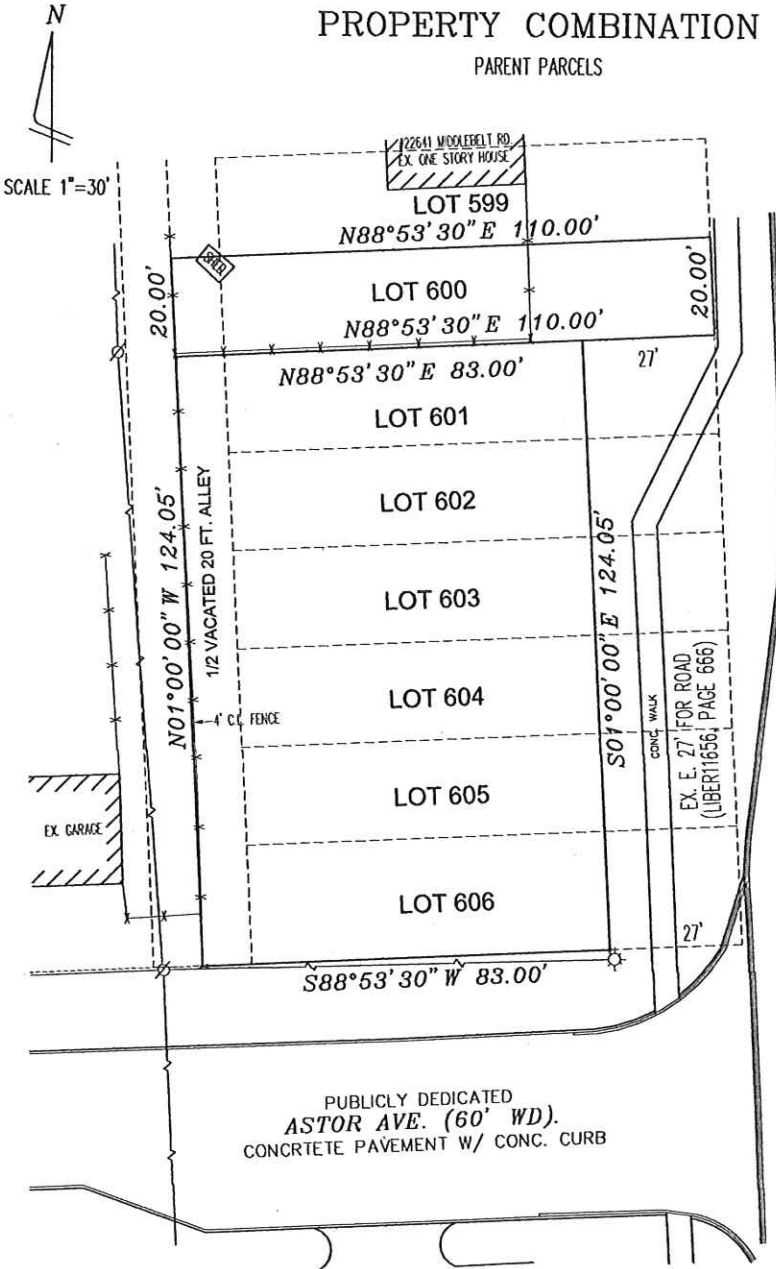 PROPERTY COMBINATION
PARENT PARCELS
N
SCALE 1"=30'
22641 MIDDLEBELT RD.
EX. ONE STORY HOUSE
LOT 599
N88°53'30"E 110.00'
20.00'
LOT 600
20.00'
N88°53'30"E 110.00'
27'
N88°53'30"E 83.00'
LOT 601
LOT 602
LOT 603
LOT 604
LOT 605
LOT 606
N01°00'00"W 124.05'
1/2 VACATED 20 FT. ALLEY
4' C.L. FENCE
S01°00'00"E 124.05'
CONC. WALK
EX. E. 27' FOR ROAD
(LIBER11656, PAGE 666)
EX. GARAGE
27'
S88°53'30"W 83.00'
PUBLICLY DEDICATED
ASTOR AVE. (60' WD).
CONCRTETE PAVEMENT W/ CONC. CURB